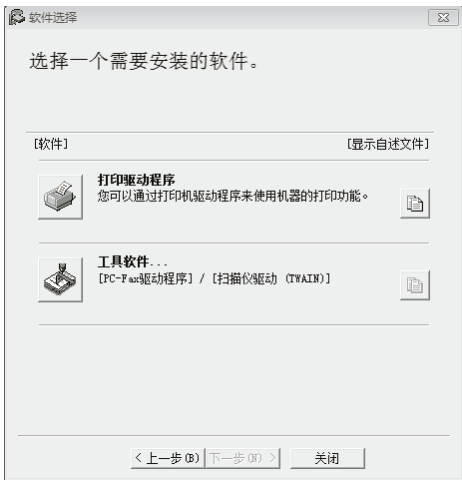 软件选择
选择一个需要安装的软件。
[软件] [显示自述文件]
打印驱动程序
您可以通过打印机驱动程序来使用机器的打印功能。
工具软件...
[PC-Fax驱动程序] / [扫描仪驱动 (TWAIN)]
< 上一步(B) 下一步(N) > 关闭